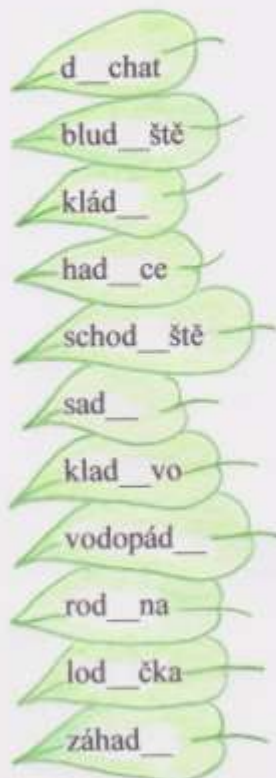 d__chat
blud__ště
klád__
had__ce
schod__ště
sad__
klad__vo
vodopád__
rod__na
lod__čka
záhad__